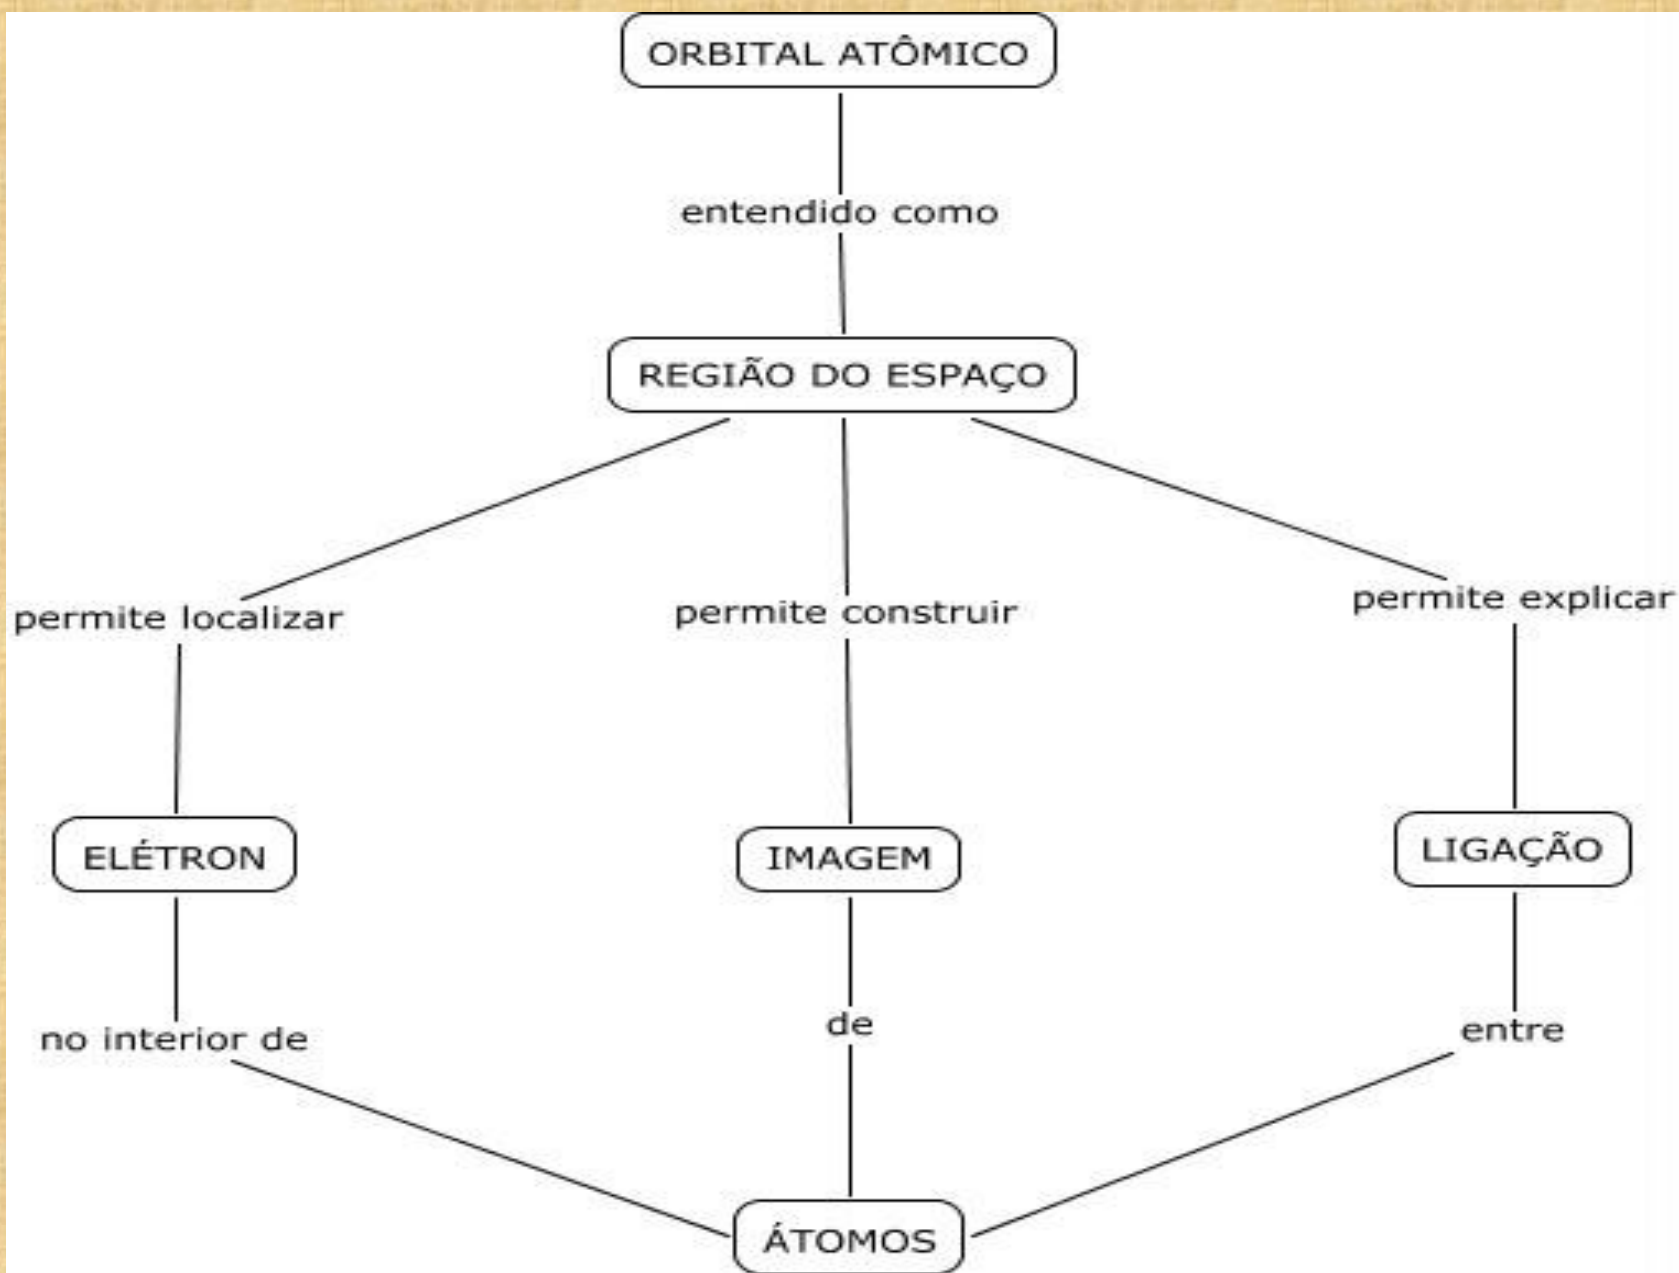 ORBITAL ATÔMICO
entendido como
REGIÃO DO ESPAÇO
permite localizar
permite construir
permite explicar
ELÉTRON
IMAGEM
LIGAÇÃO
no interior de
de
entre
ÁTOMOS